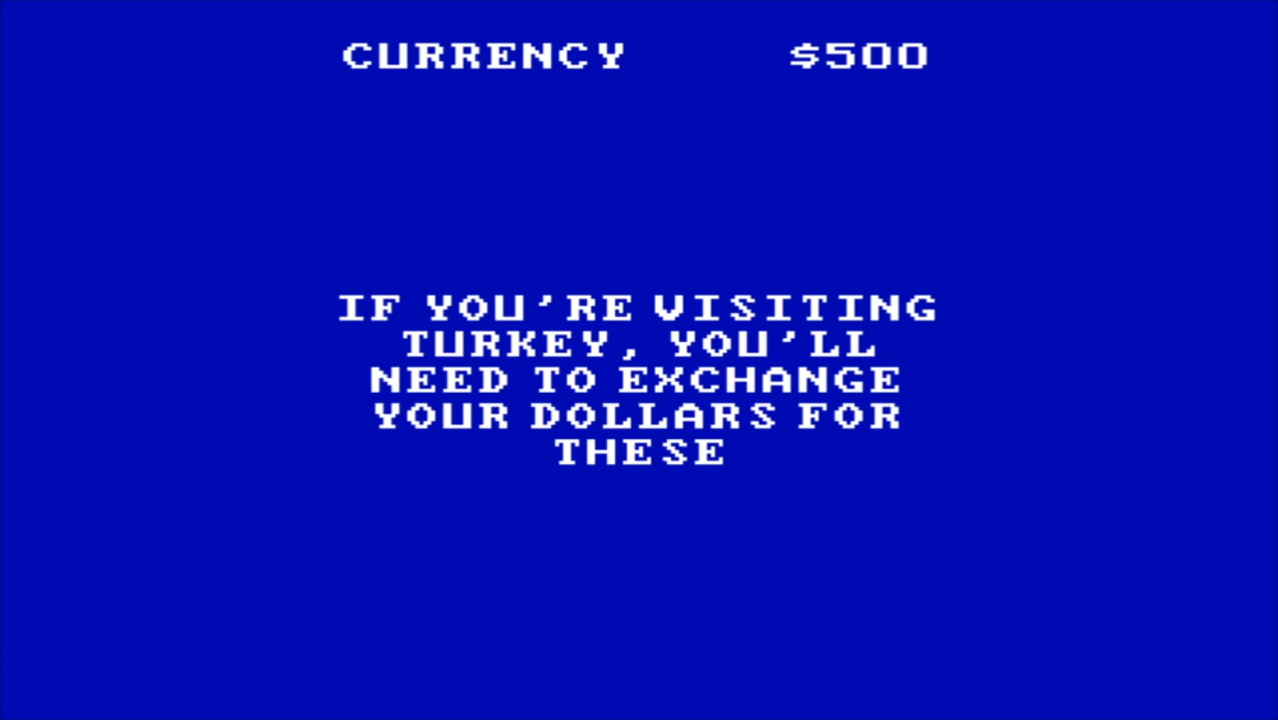 CURRENCY $500
IF YOU'RE VISITING
TURKEY, YOU'LL
NEED TO EXCHANGE
YOUR DOLLARS FOR
THESE